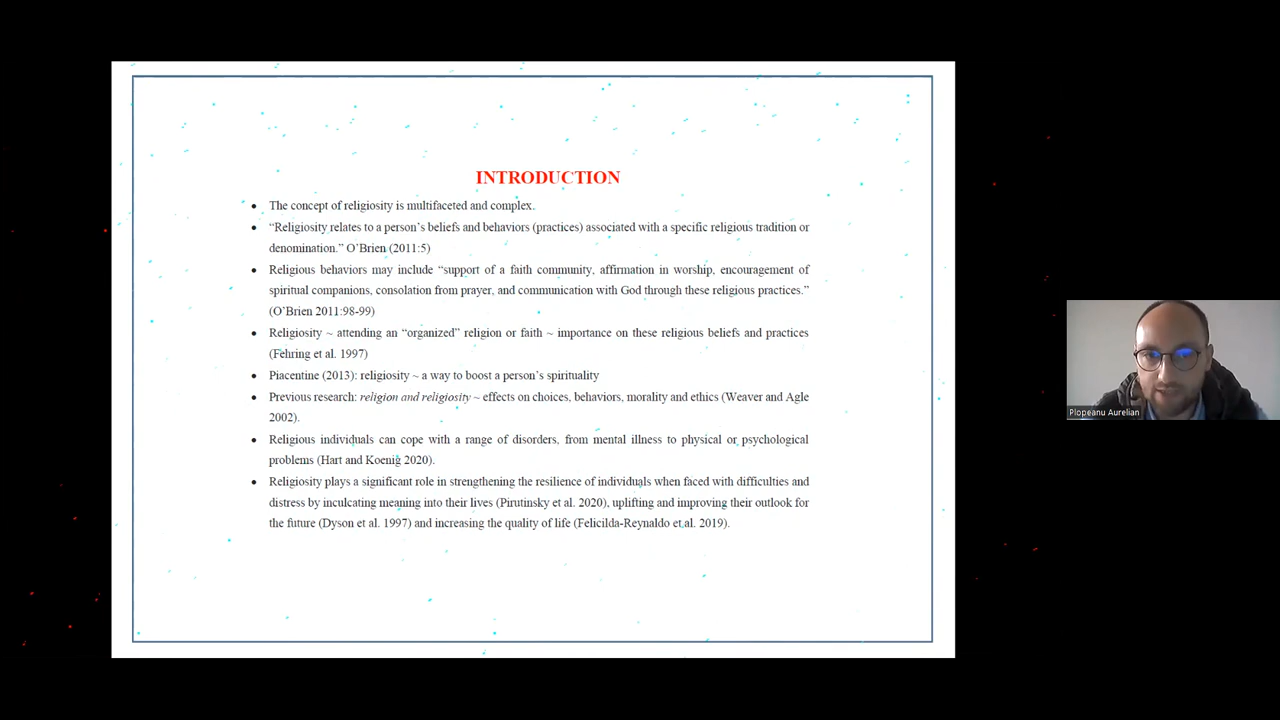 INTRODUCTION
• The concept of religiosity is multifaceted and complex.
• “Religiosity relates to a person’s beliefs and behaviors (practices) associated with a specific religious tradition or
denomination.” O’Brien (2011:5)
• Religious behaviors may include “support of a faith community, affirmation in worship, encouragement of
spiritual companions, consolation from prayer, and communication with God through these religious practices.”
(O’Brien 2011:98-99)
• Religiosity ~ attending an “organized” religion or faith ~ importance on these religious beliefs and practices
(Fehring et al. 1997)
• Piacentine (2013): religiosity ~ a way to boost a person’s spirituality
• Previous research: religion and religiosity ~ effects on choices, behaviors, morality and ethics (Weaver and Agle
2002).
• Religious individuals can cope with a range of disorders, from mental illness to physical or psychological
problems (Hart and Koenig 2020).
• Religiosity plays a significant role in strengthening the resilience of individuals when faced with difficulties and
distress by inculcating meaning into their lives (Pirutinsky et al. 2020), uplifting and improving their outlook for
the future (Dyson et al. 1997) and increasing the quality of life (Felicilda-Reynaldo et al. 2019).
Plopeanu Aurelian